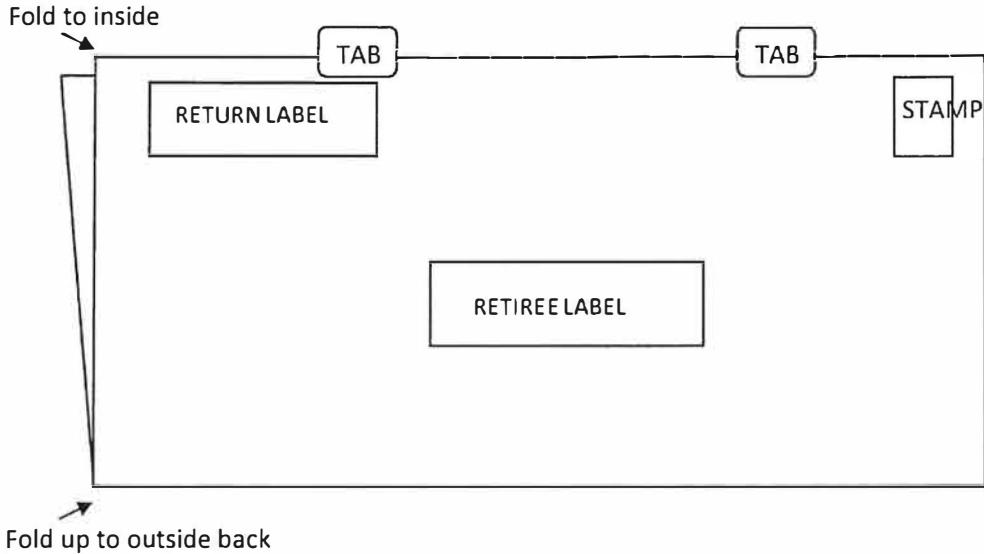 Fold to inside
TAB
TAB
RETURN LABEL
STAMP
RETIREE LABEL
Fold up to outside back